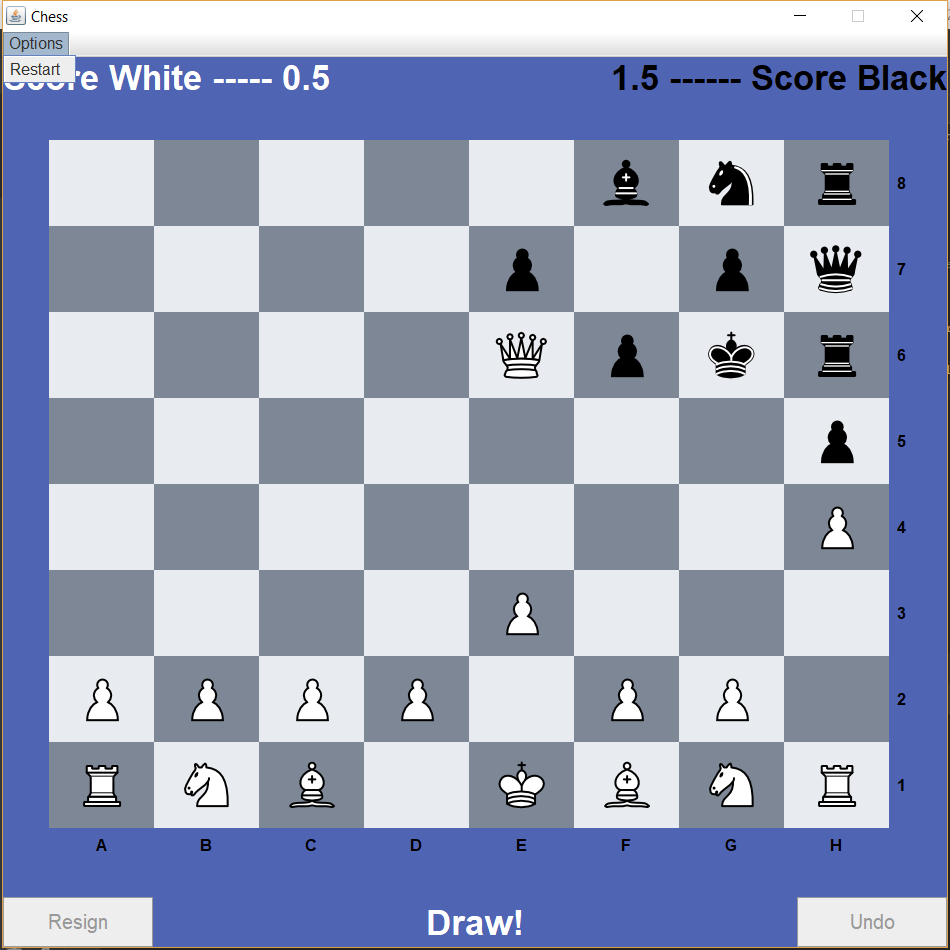 Chess
Options
Restart
re White ----- 0.5
1.5 ------ Score Black
8
7
6
5
4
3
2
1
A B C D E F G H
Resign
Draw!
Undo